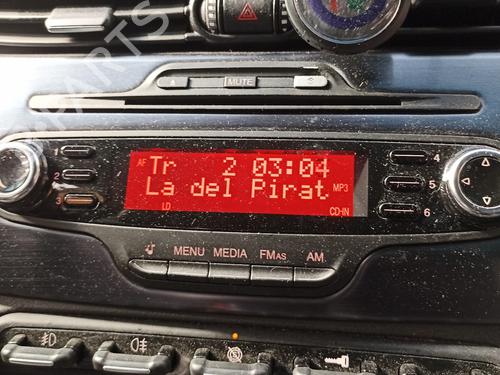 MUTE
AF Tr 2 03:04
La del Pirat MP3
LD CD-IN
1
2
3
4
5
6
MENU MEDIA FMAS AM